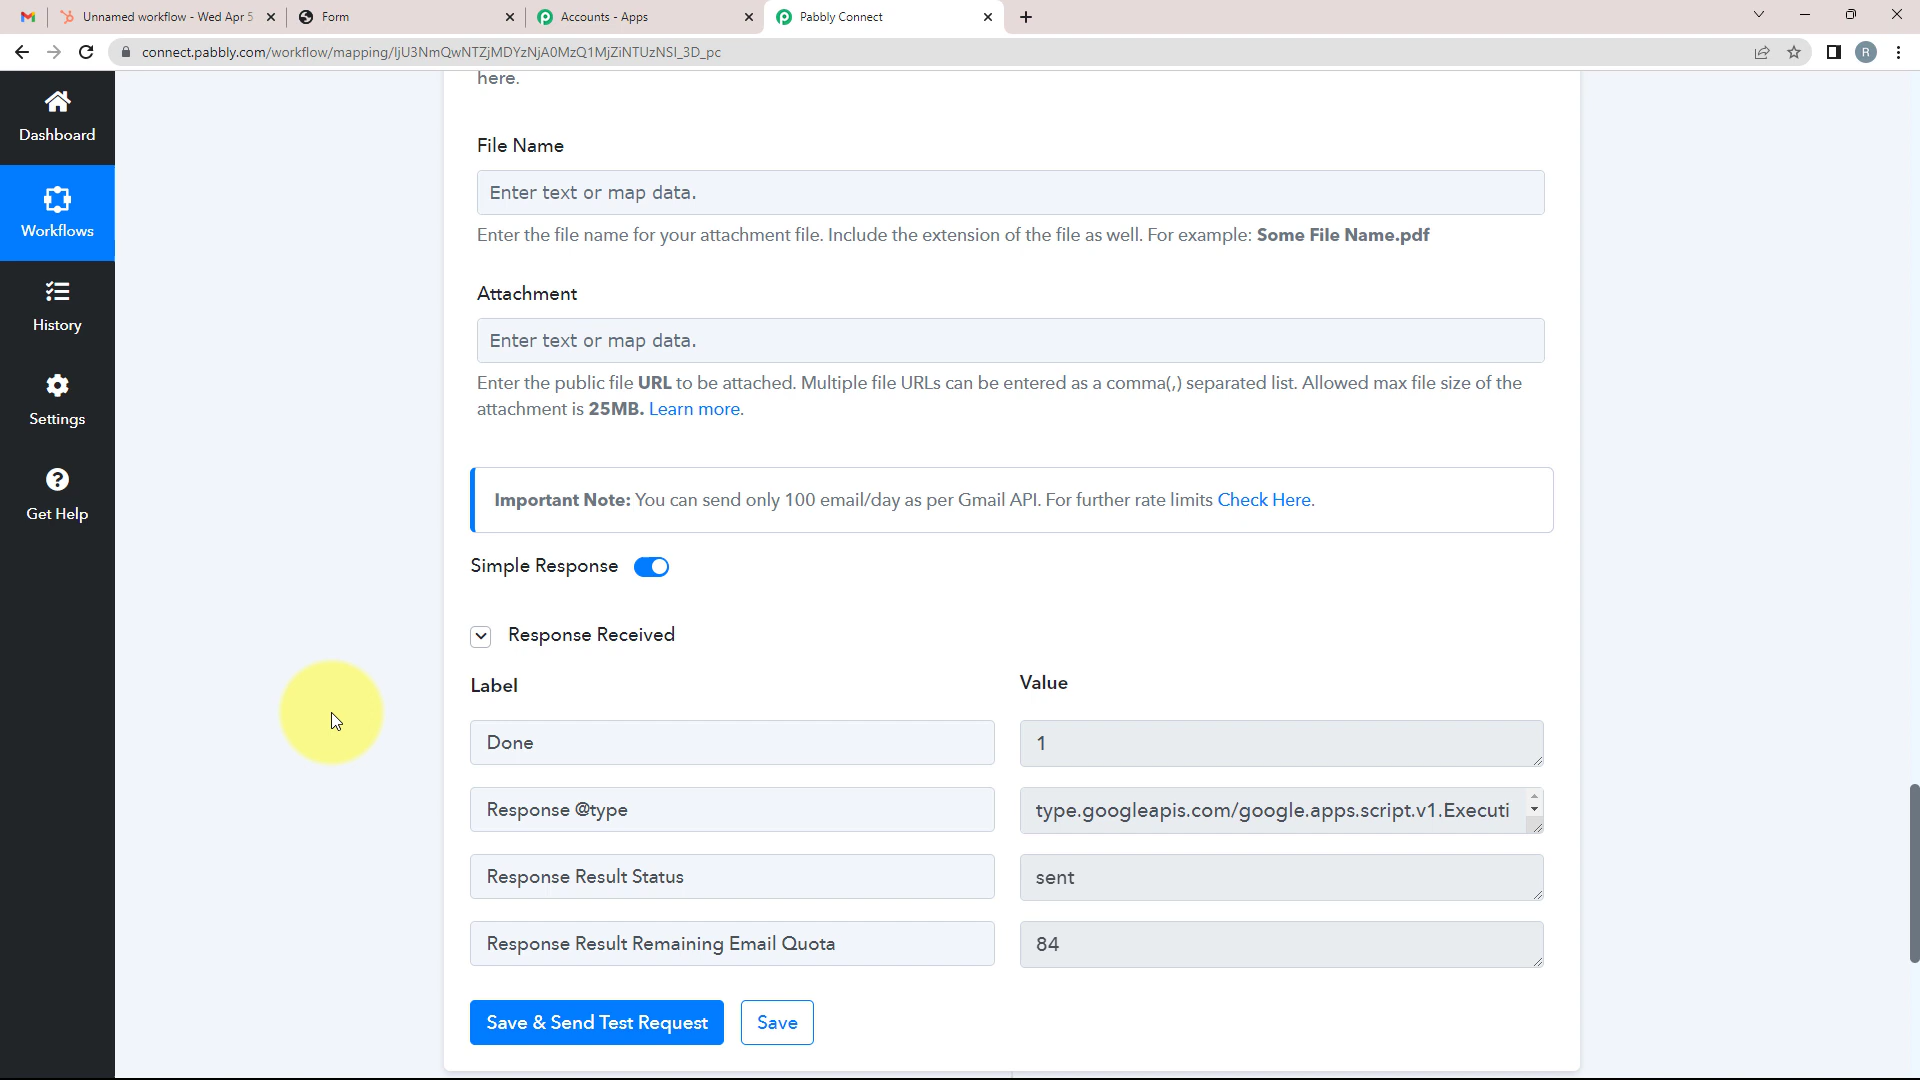 Unnamed workflow - Wed Apr 5
Form
Accounts - Apps
Pabbly Connect
connect.pabbly.com/workflow/mapping/IjU3NmQwNTZjMDYzNjA0MzQ1MjZiNTUzNSI_3D_pc
R
here.
Dashboard
Workflows
History
Settings
Get Help
File Name
Enter text or map data.
Enter the file name for your attachment file. Include the extension of the file as well. For example: Some File Name.pdf
Attachment
Enter text or map data.
Enter the public file URL to be attached. Multiple file URLs can be entered as a comma(,) separated list. Allowed max file size of the
attachment is 25MB. Learn more.
Important Note: You can send only 100 email/day as per Gmail API. For further rate limits Check Here.
Simple Response
Response Received
Label Value
Done 1
Response @type type.googleapis.com/google.apps.script.v1.Executi
Response Result Status sent
Response Result Remaining Email Quota 84
Save & Send Test Request Save